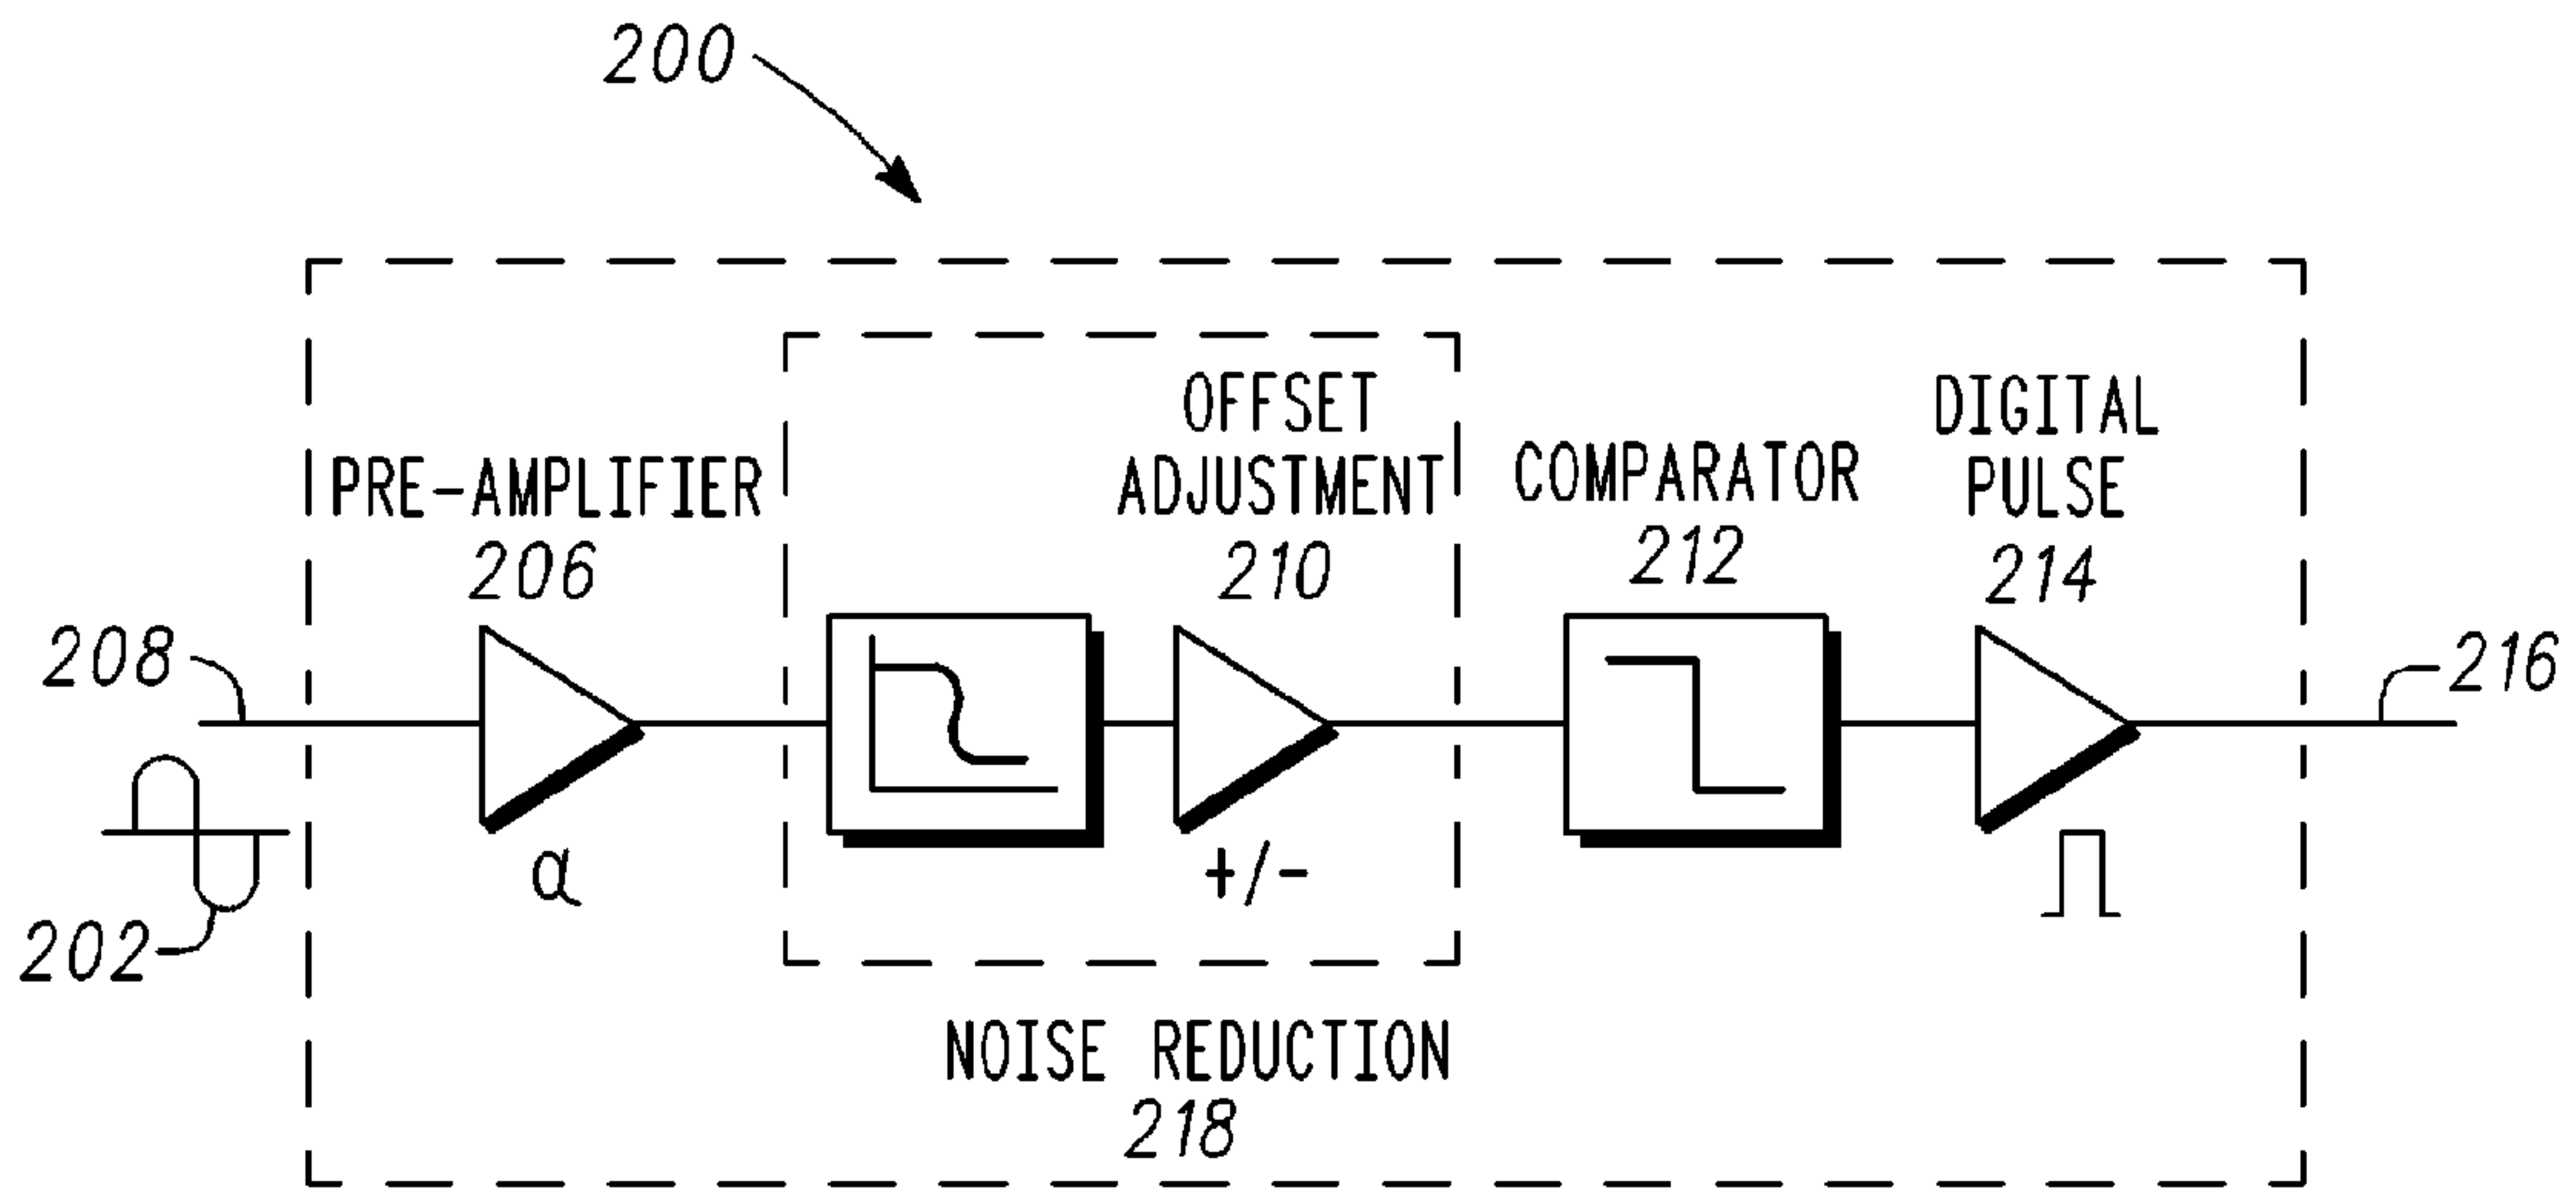 200
OFFSET
ADJUSTMENT
210
DIGITAL
PULSE
214
PRE-AMPLIFIER
206
COMPARATOR
212
208
216
202
α
+/-
NOISE REDUCTION
218